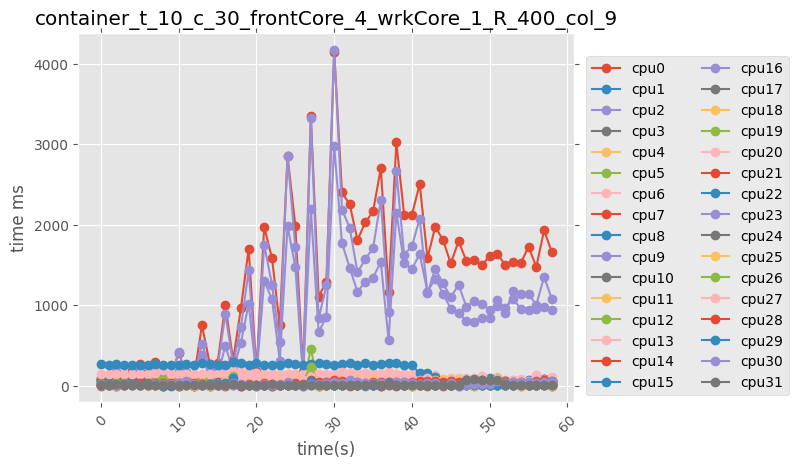 container_t_10_c_30_frontCore_4_wrkCore_1_R_400_col_9
time ms
4000
3000
2000
1000
0
0
10
20
30
40
50
60
time(s)
cpu0
cpu1
cpu2
cpu3
cpu4
cpu5
cpu6
cpu7
cpu8
cpu9
cpu10
cpu11
cpu12
cpu13
cpu14
cpu15
cpu16
cpu17
cpu18
cpu19
cpu20
cpu21
cpu22
cpu23
cpu24
cpu25
cpu26
cpu27
cpu28
cpu29
cpu30
cpu31